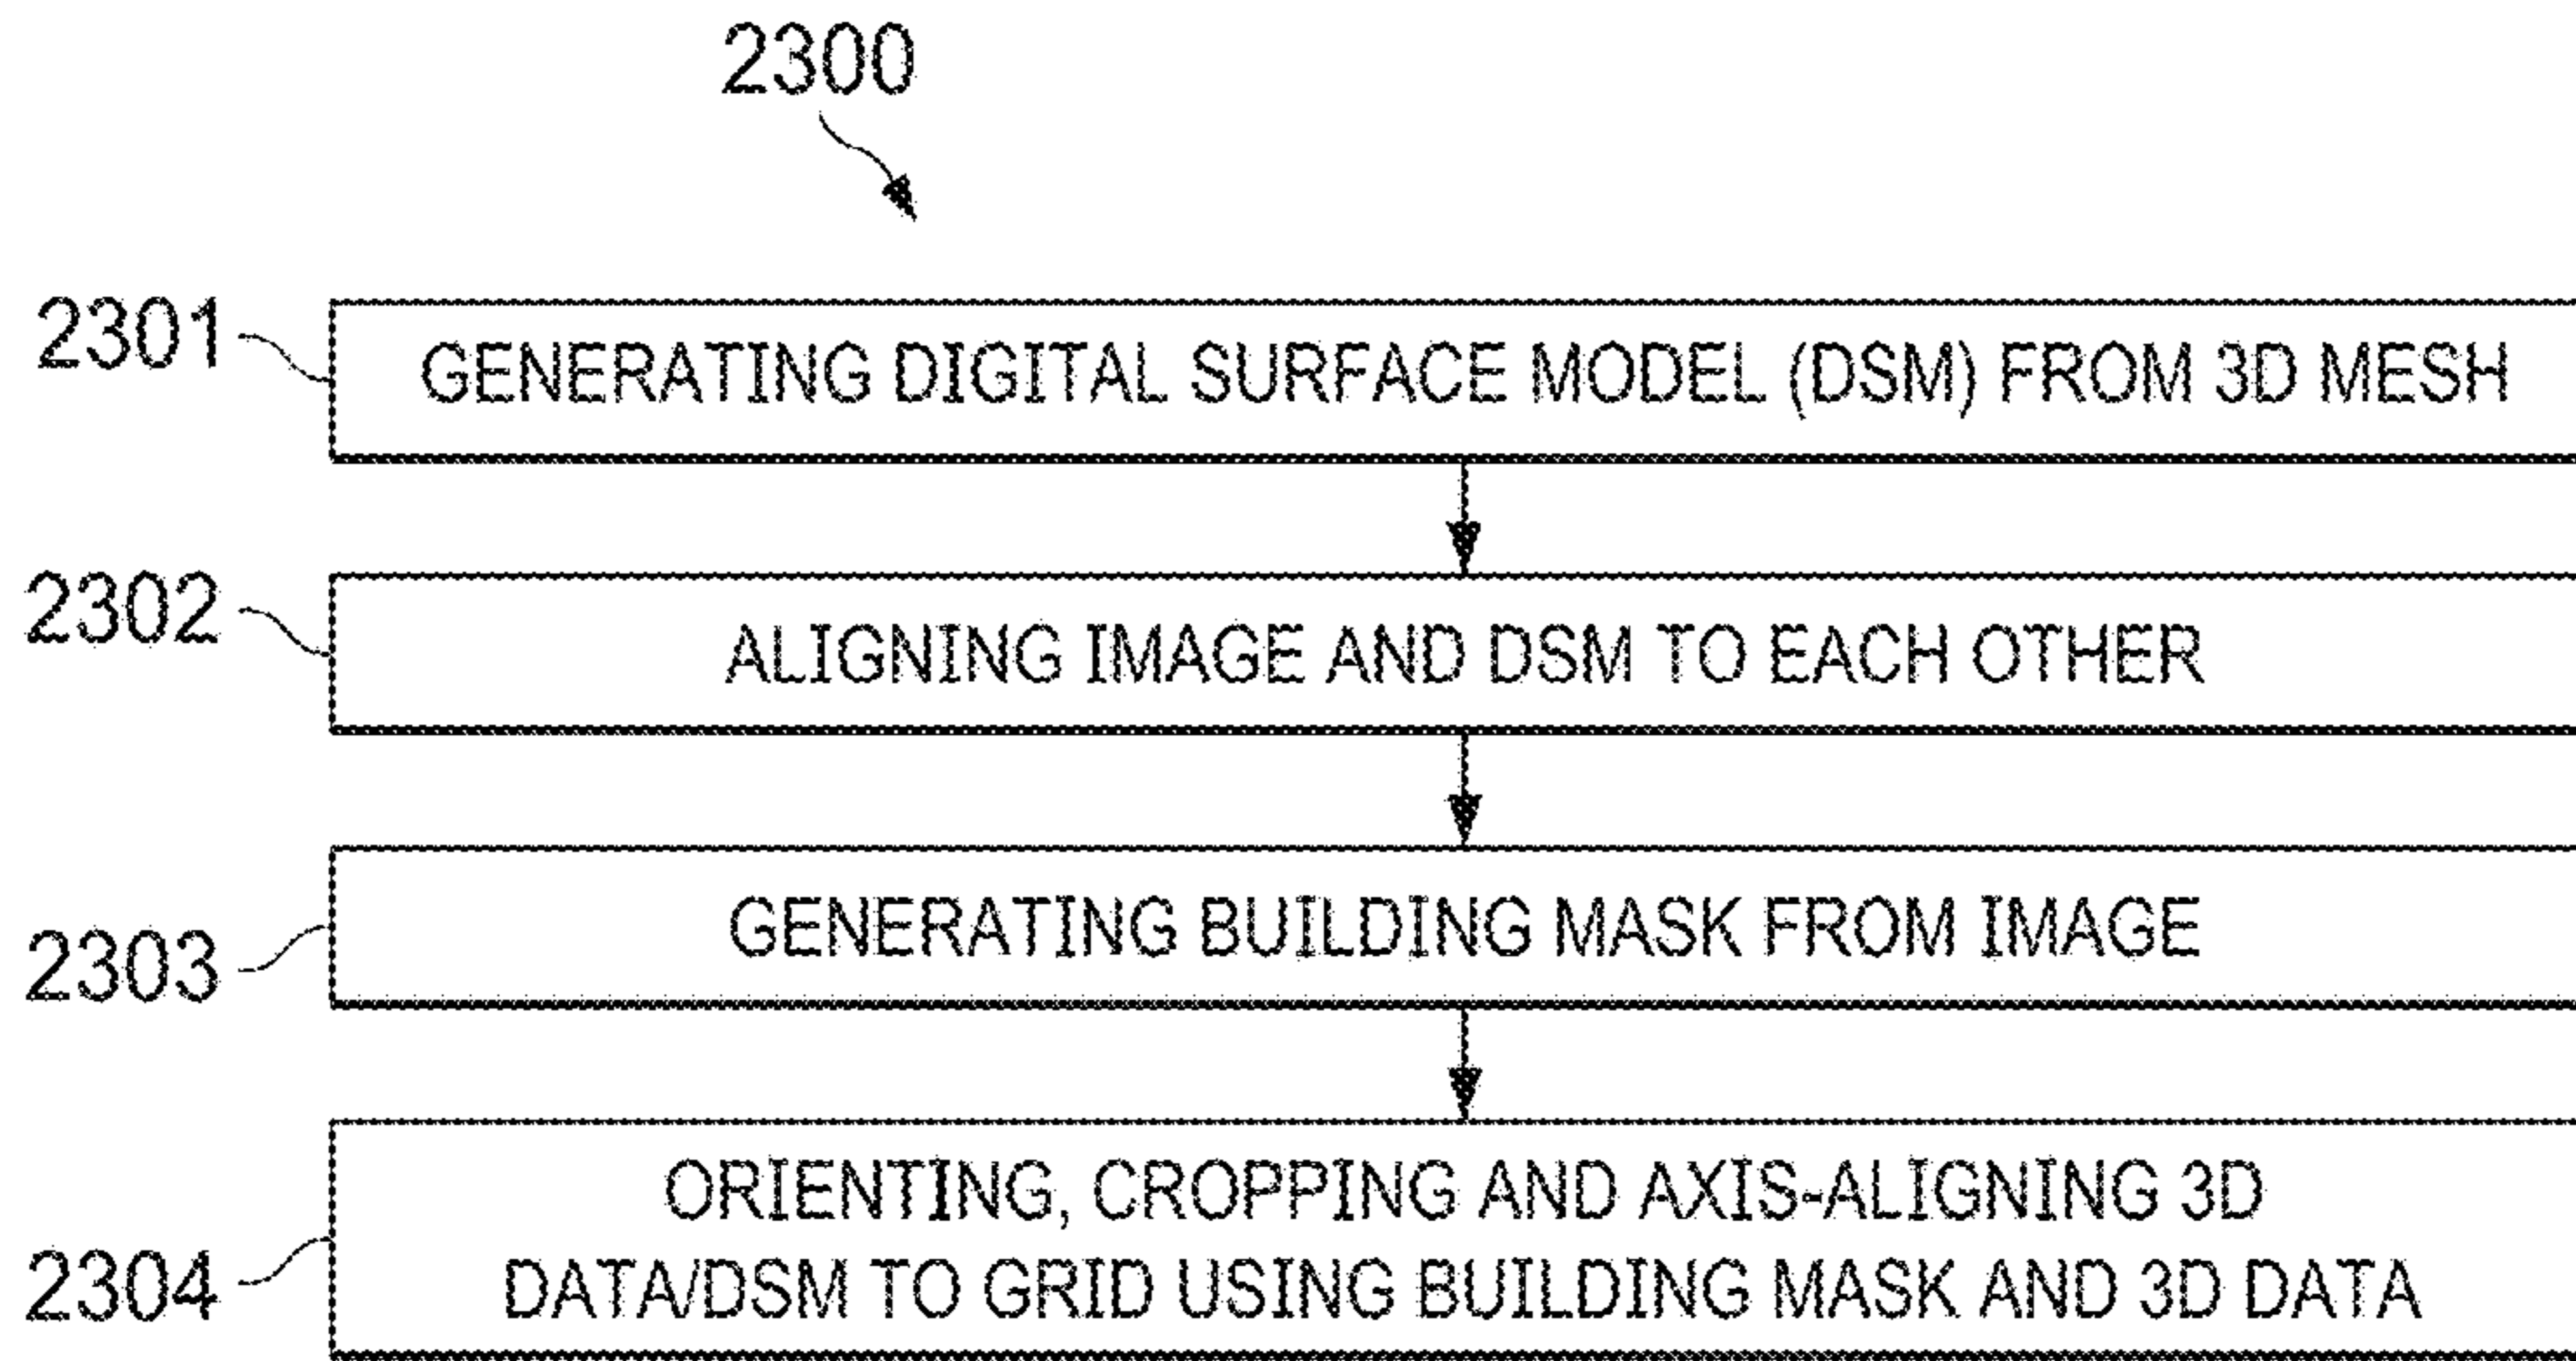 2300
2301
GENERATING DIGITAL SURFACE MODEL (DSM) FROM 3D MESH
2302
ALIGNING IMAGE AND DSM TO EACH OTHER
2303
GENERATING BUILDING MASK FROM IMAGE
2304
ORIENTING, CROPPING AND AXIS-ALIGNING 3D
DATA/DSM TO GRID USING BUILDING MASK AND 3D DATA